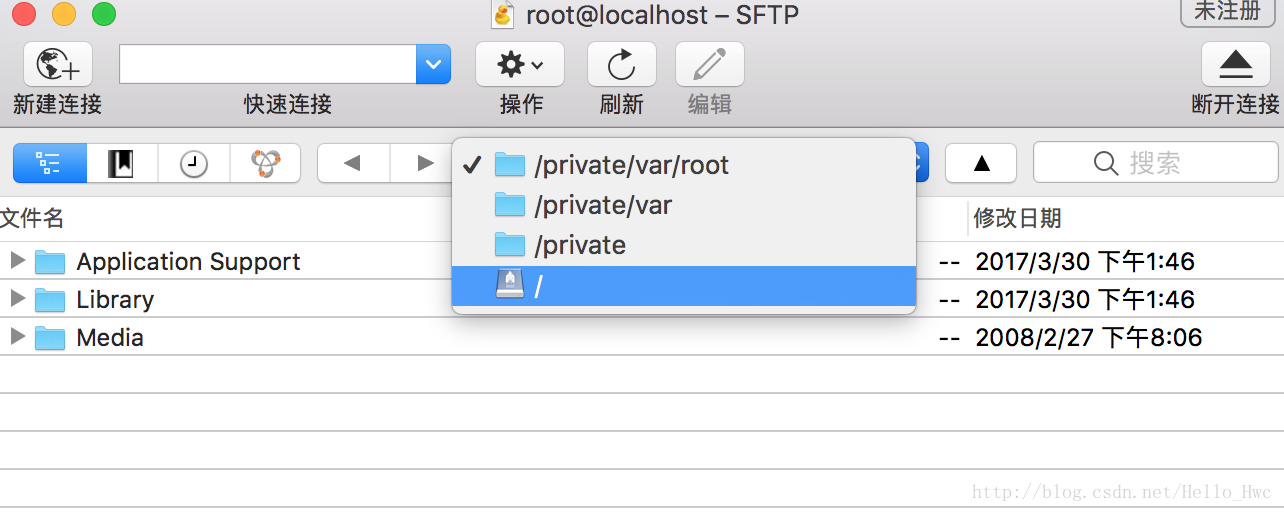 root@localhost – SFTP
未注册
新建连接 快速连接 操作 刷新 编辑 断开连接
/private/var/root
搜索
/private/var
文件名 修改日期
/private
Application Support -- 2017/3/30 下午1:46
/
Library -- 2017/3/30 下午1:46
Media -- 2008/2/27 下午8:06
http://blog.csdn.net/Hello_Hwc